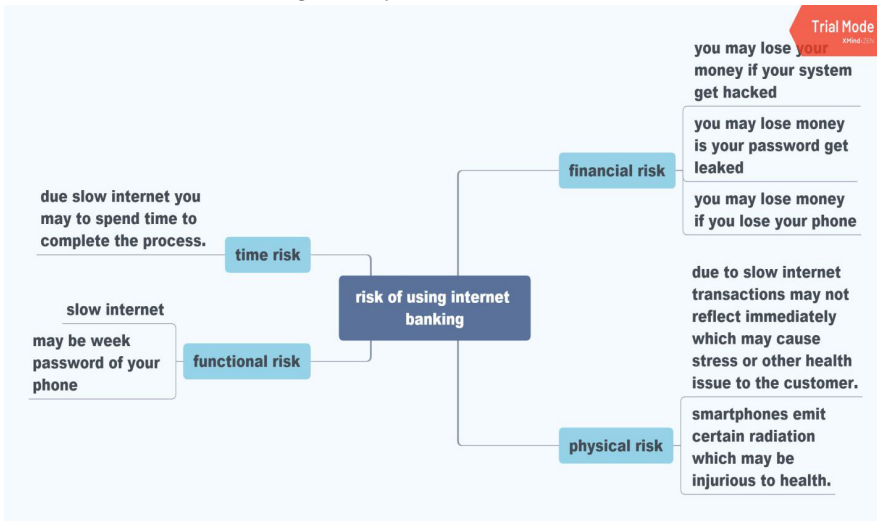 Trial Mode
XMind:ZEN
you may lose your
money if your system
get hacked
you may lose money
is your password get
leaked
financial risk
you may lose money
if you lose your phone
due slow internet you
may to spend time to
complete the process.
time risk
risk of using internet
banking
slow internet
may be week
password of your
phone
functional risk
due to slow internet
transactions may not
reflect immediately
which may cause
stress or other health
issue to the customer.
physical risk
smartphones emit
certain radiation
which may be
injurious to health.